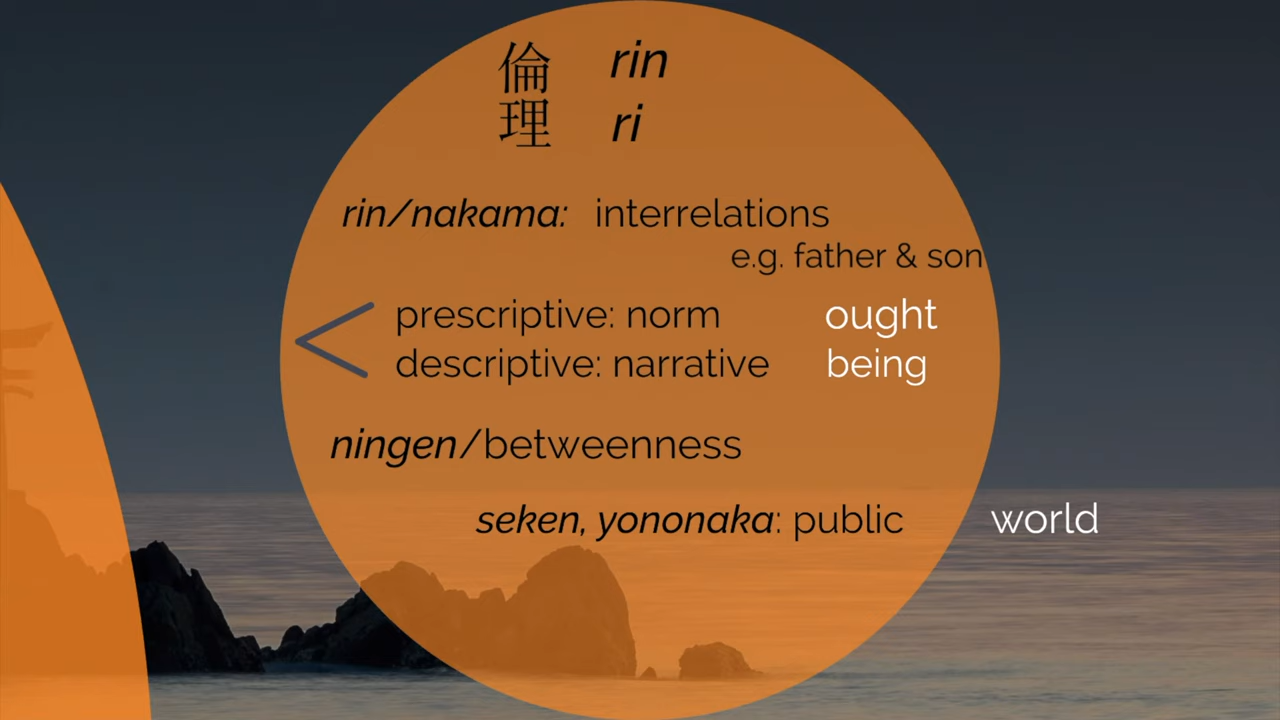 倫 rin
理 ri
rin/nakama: interrelations
e.g. father & son
prescriptive: norm ought
descriptive: narrative being
ningen/betweenness
seken, yononaka: public world